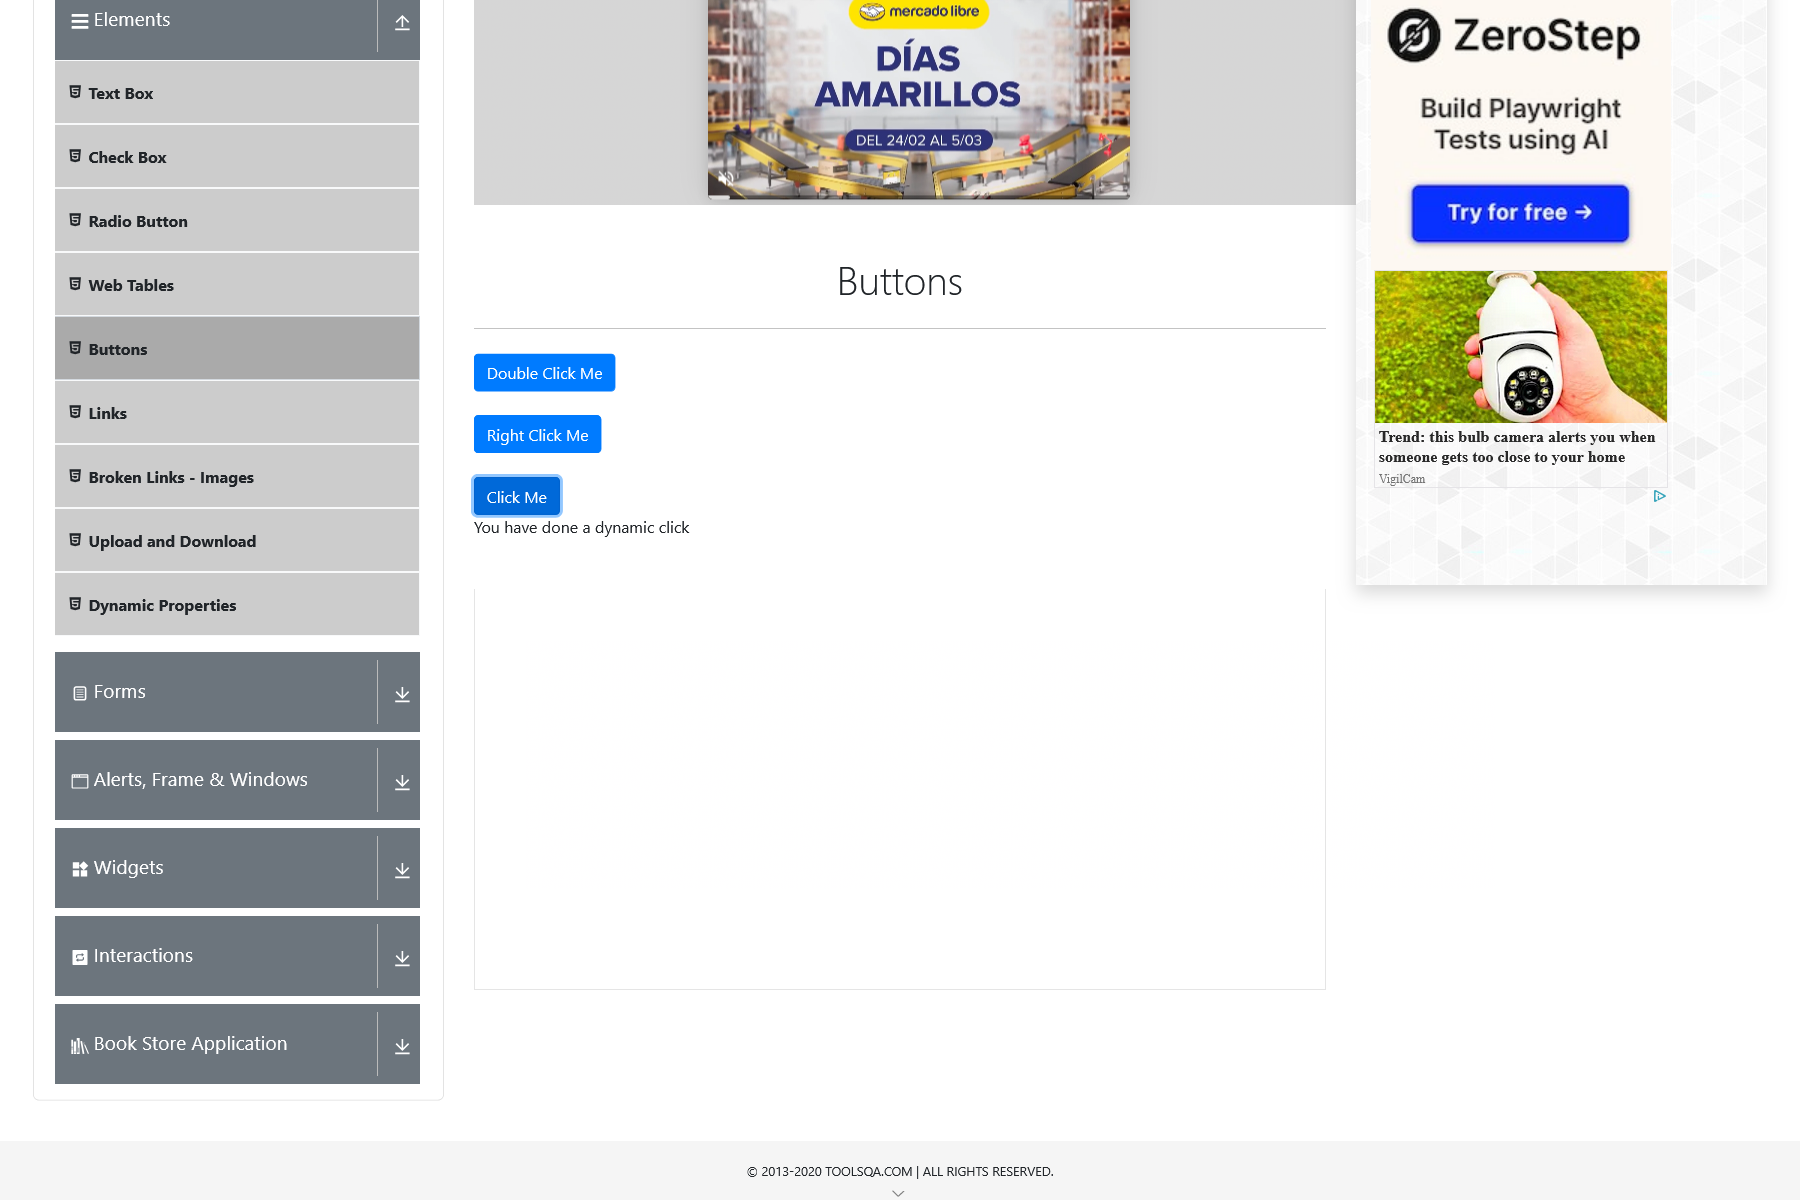 Elements
Text Box
Check Box
Radio Button
Web Tables
Buttons
Links
Broken Links - Images
Upload and Download
Dynamic Properties
Forms
Alerts, Frame & Windows
Widgets
Interactions
Book Store Application
mercado libre
DÍAS
AMARILLOS
DEL 24/02 AL 5/03
Buttons
Double Click Me
Right Click Me
Click Me
You have done a dynamic click
ZeroStep
Build Playwright
Tests using AI
Try for free →
Trend: this bulb camera alerts you when
someone gets too close to your home
VigilCam
© 2013-2020 TOOLSQA.COM | ALL RIGHTS RESERVED.